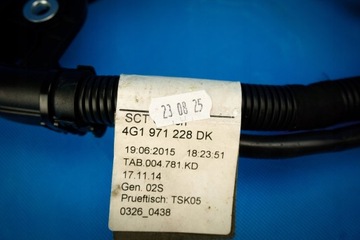 23 08 25
SCT
4G1 971 228 DK
19:06:2015 18:23:51
TAB.004.781.KD
17.11.14
Gen. 02S
Prueftisch: TSK05
0326_0438